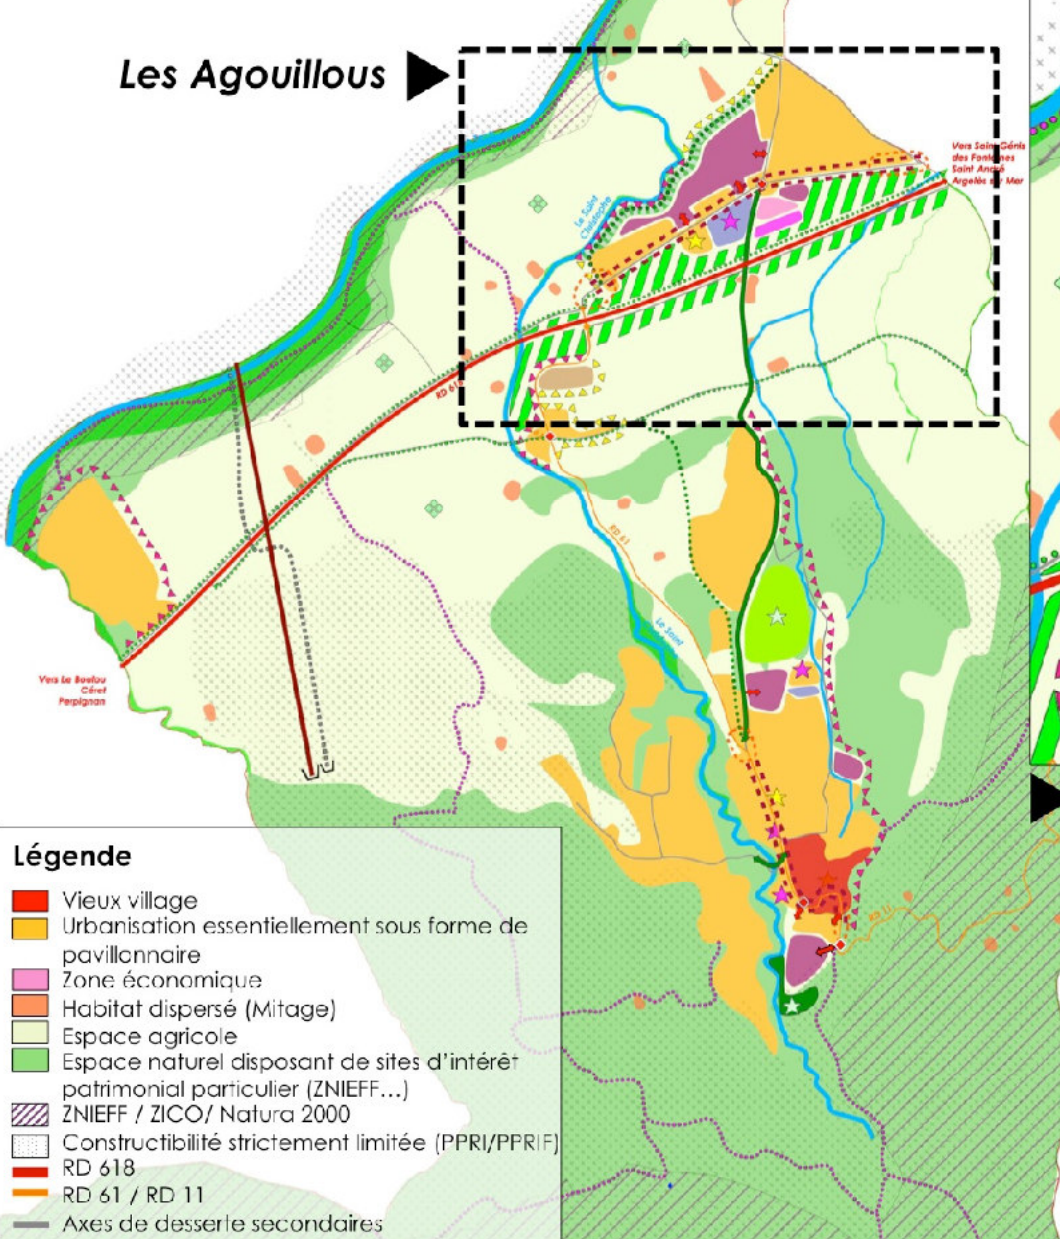 Les Agouillous
Vers Saint Génis
des Fontaines
Saint André
Argelès sur Mar
Le Saint
Christophe
RD 618
RD 61
Le Saint
Vers Le Boulou
Céret
Perpignan
RD 11
Légende
Vieux village
Urbanisation essentiellement sous forme de
pavillonnaire
Zone économique
Habitat dispersé (Mitage)
Espace agricole
Espace naturel disposant de sites d'intérêt
patrimonial particulier (ZNIEFF...)
ZNIEFF / ZICO/ Natura 2000
Constructibilité strictement limitée (PPRI/PPRIF)
RD 618
RD 61 / RD 11
Axes de desserte secondaires